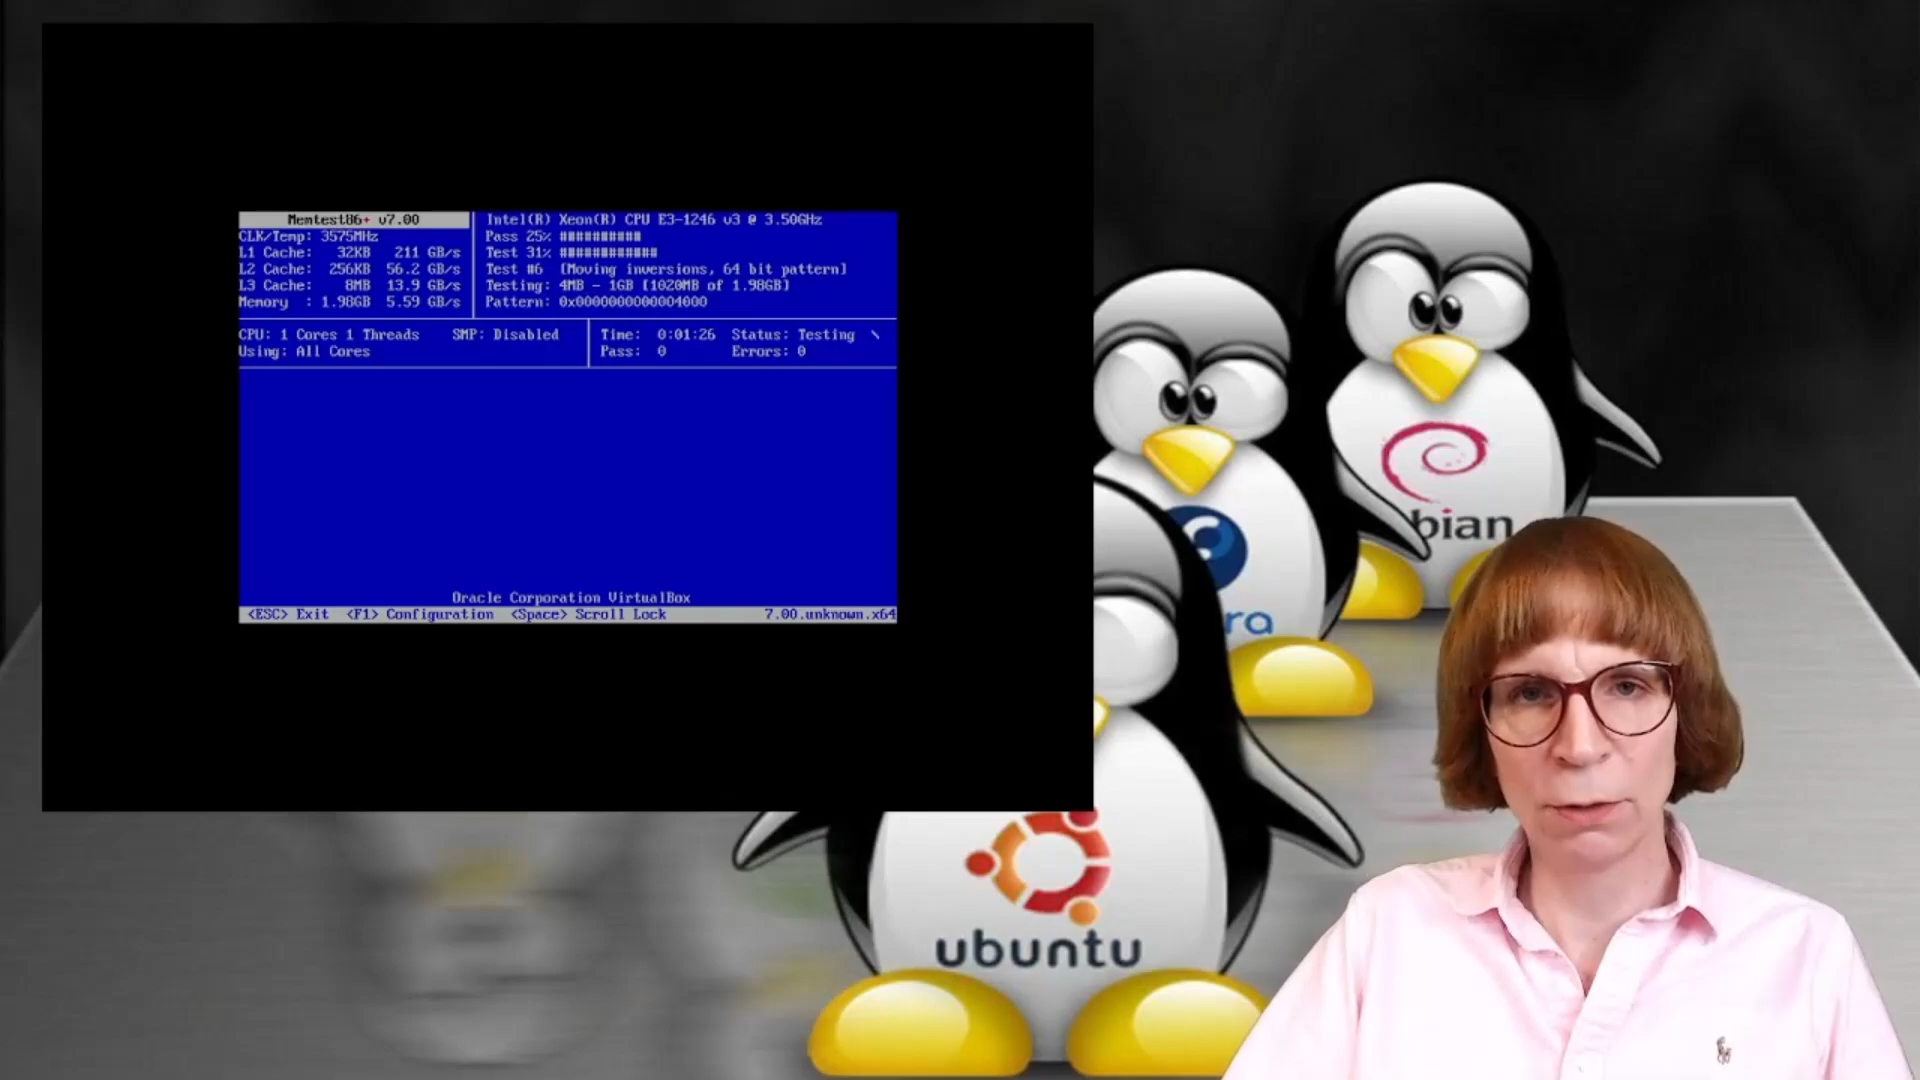 Memtest86+ v7.00
Intel(R) Xeon(R) CPU E3-1246 v3 @ 3.50GHz
CLK/Temp: 3575MHz
Pass 25% ##########
L1 Cache: 32KB 211 GB/s
Test 31% ############
L2 Cache: 256KB 56.2 GB/s
Test #6 [Moving inversions, 64 bit pattern]
L3 Cache: 8MB 13.9 GB/s
Testing: 4MB - 1GB [1020MB of 1.98GB]
Memory : 1.98GB 5.59 GB/s
Pattern: 0x0000000000004000
CPU: 1 Cores 1 Threads SMP: Disabled
Time: 0:01:26 Status: Testing \
Using: All Cores
Pass: 0 Errors: 0
Oracle Corporation VirtualBox
<ESC> Exit <F1> Configuration <Space> Scroll Lock 7.00.unknown.x64
bian
ra
ubuntu